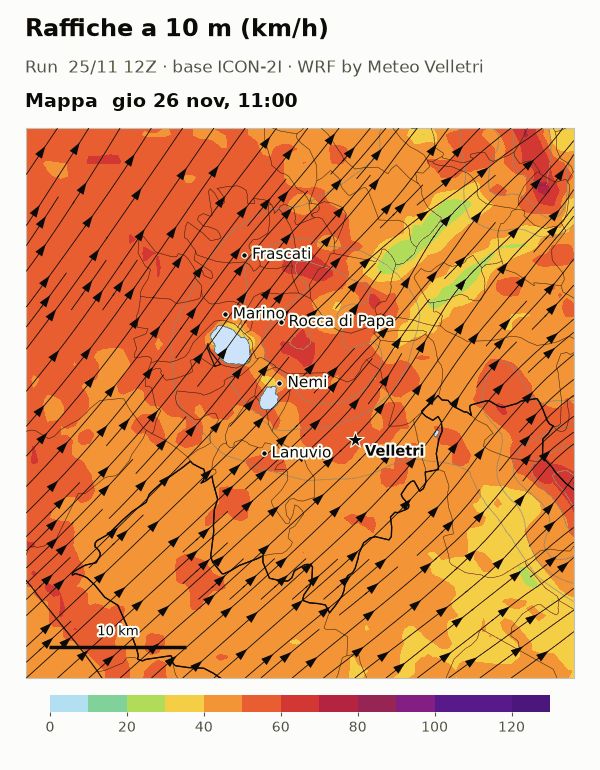 Raffiche a 10 m (km/h)
Run  25/11 12Z · base ICON-2I · WRF by Meteo Velletri
Mappa  gio 26 nov, 11:00
Frascati
Marino
Rocca di Papa
Nemi
Velletri
Lanuvio
10 km
0 20 40 60 80 100 120